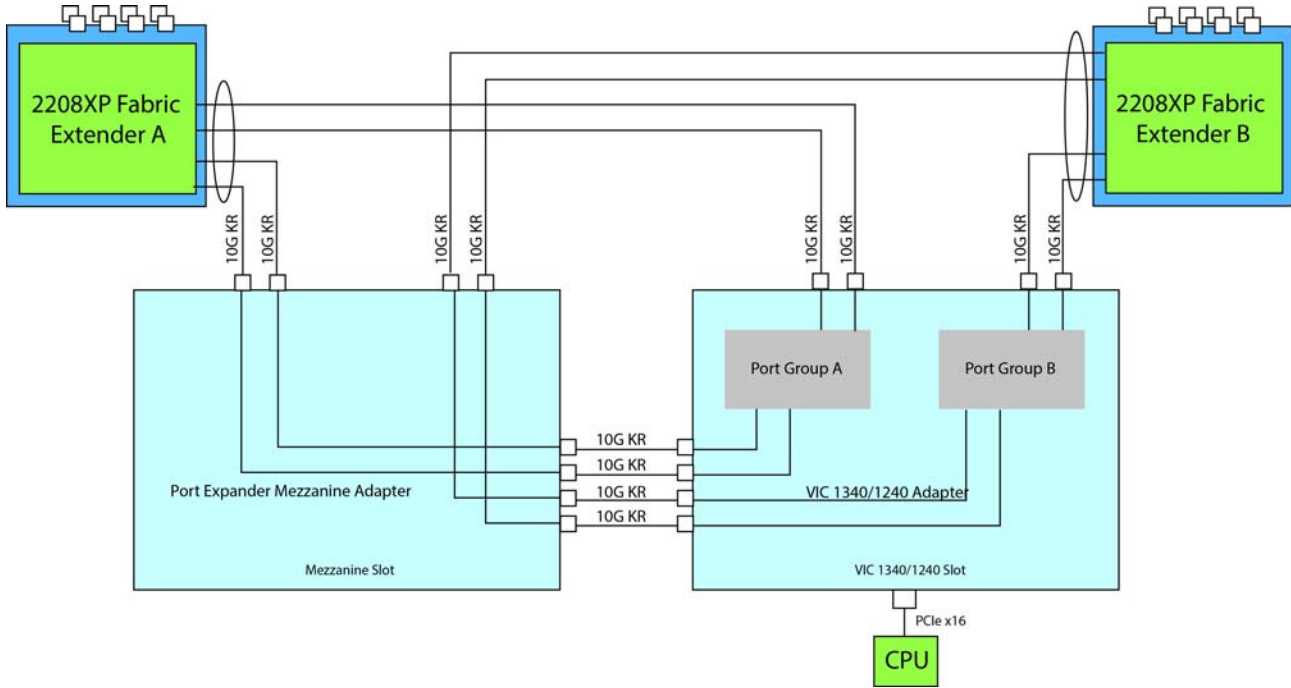 2208XP Fabric
Extender A
2208XP Fabric
Extender B
10G KR
10G KR
10G KR
10G KR
10G KR
10G KR
10G KR
10G KR
Port Group A
Port Group B
10G KR
10G KR
10G KR
10G KR
Port Expander Mezzanine Adapter
VIC 1340/1240 Adapter
Mezzanine Slot
VIC 1340/1240 Slot
PCIe x16
CPU